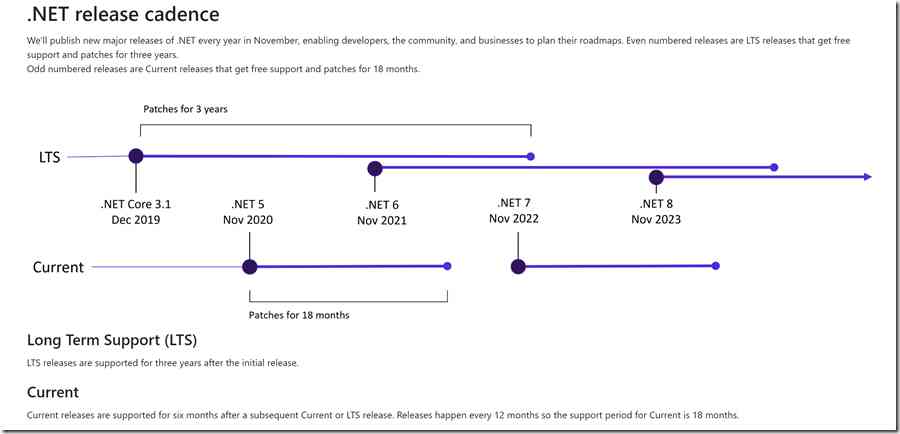 .NET release cadence
We'll publish new major releases of .NET every year in November, enabling developers, the community, and businesses to plan their roadmaps. Even numbered releases are LTS releases that get free
support and patches for three years.
Odd numbered releases are Current releases that get free support and patches for 18 months.
Patches for 3 years
LTS
.NET Core 3.1
Dec 2019
.NET 5
Nov 2020
.NET 6
Nov 2021
.NET 7
Nov 2022
.NET 8
Nov 2023
Current
Patches for 18 months
Long Term Support (LTS)
LTS releases are supported for three years after the initial release.
Current
Current releases are supported for six months after a subsequent Current or LTS release. Releases happen every 12 months so the support period for Current is 18 months.